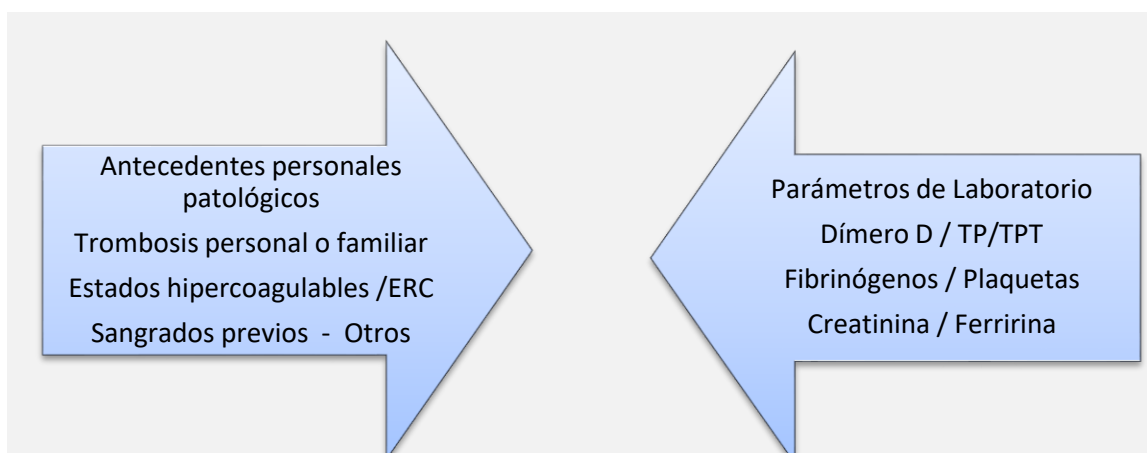 Antecedentes personales
patológicos
Trombosis personal o familiar
Estados hipercoagulables /ERC
Sangrados previos - Otros
Parámetros de Laboratorio
Dímero D / TP/TPT
Fibrinógenos / Plaquetas
Creatinina / Ferririna